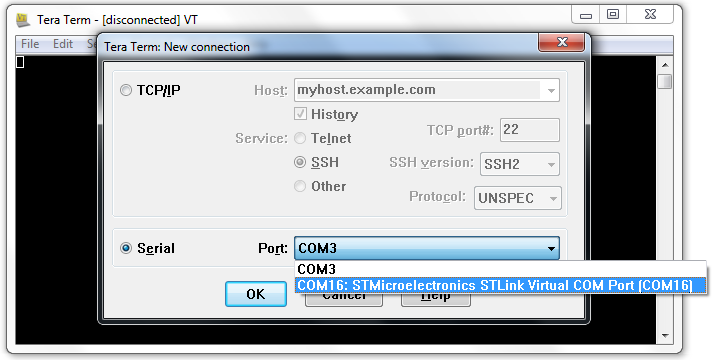 Tera Term - [disconnected] VT
File Edit
Tera Term: New connection
TCP/IP Host: myhost.example.com
History
Service: Telnet TCP port#: 22
SSH SSH version: SSH2
Other Protocol: UNSPEC
Serial Port: COM3
COM3
COM16: STMicroelectronics STLink Virtual COM Port (COM16)
OK Cancel Help